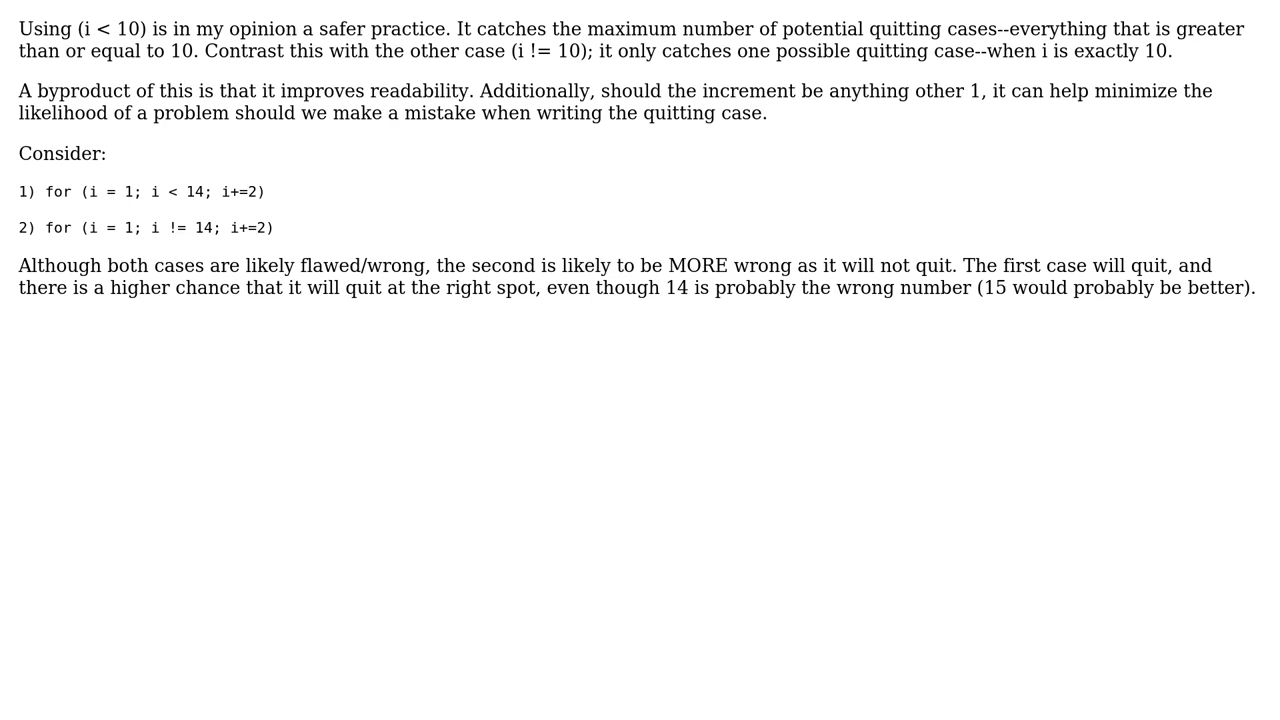 Using (i < 10) is in my opinion a safer practice. It catches the maximum number of potential quitting cases--everything that is greater
than or equal to 10. Contrast this with the other case (i != 10); it only catches one possible quitting case--when i is exactly 10.
A byproduct of this is that it improves readability. Additionally, should the increment be anything other 1, it can help minimize the
likelihood of a problem should we make a mistake when writing the quitting case.
Consider:
1) for (i = 1; i < 14; i+=2)
2) for (i = 1; i != 14; i+=2)
Although both cases are likely flawed/wrong, the second is likely to be MORE wrong as it will not quit. The first case will quit, and
there is a higher chance that it will quit at the right spot, even though 14 is probably the wrong number (15 would probably be better).